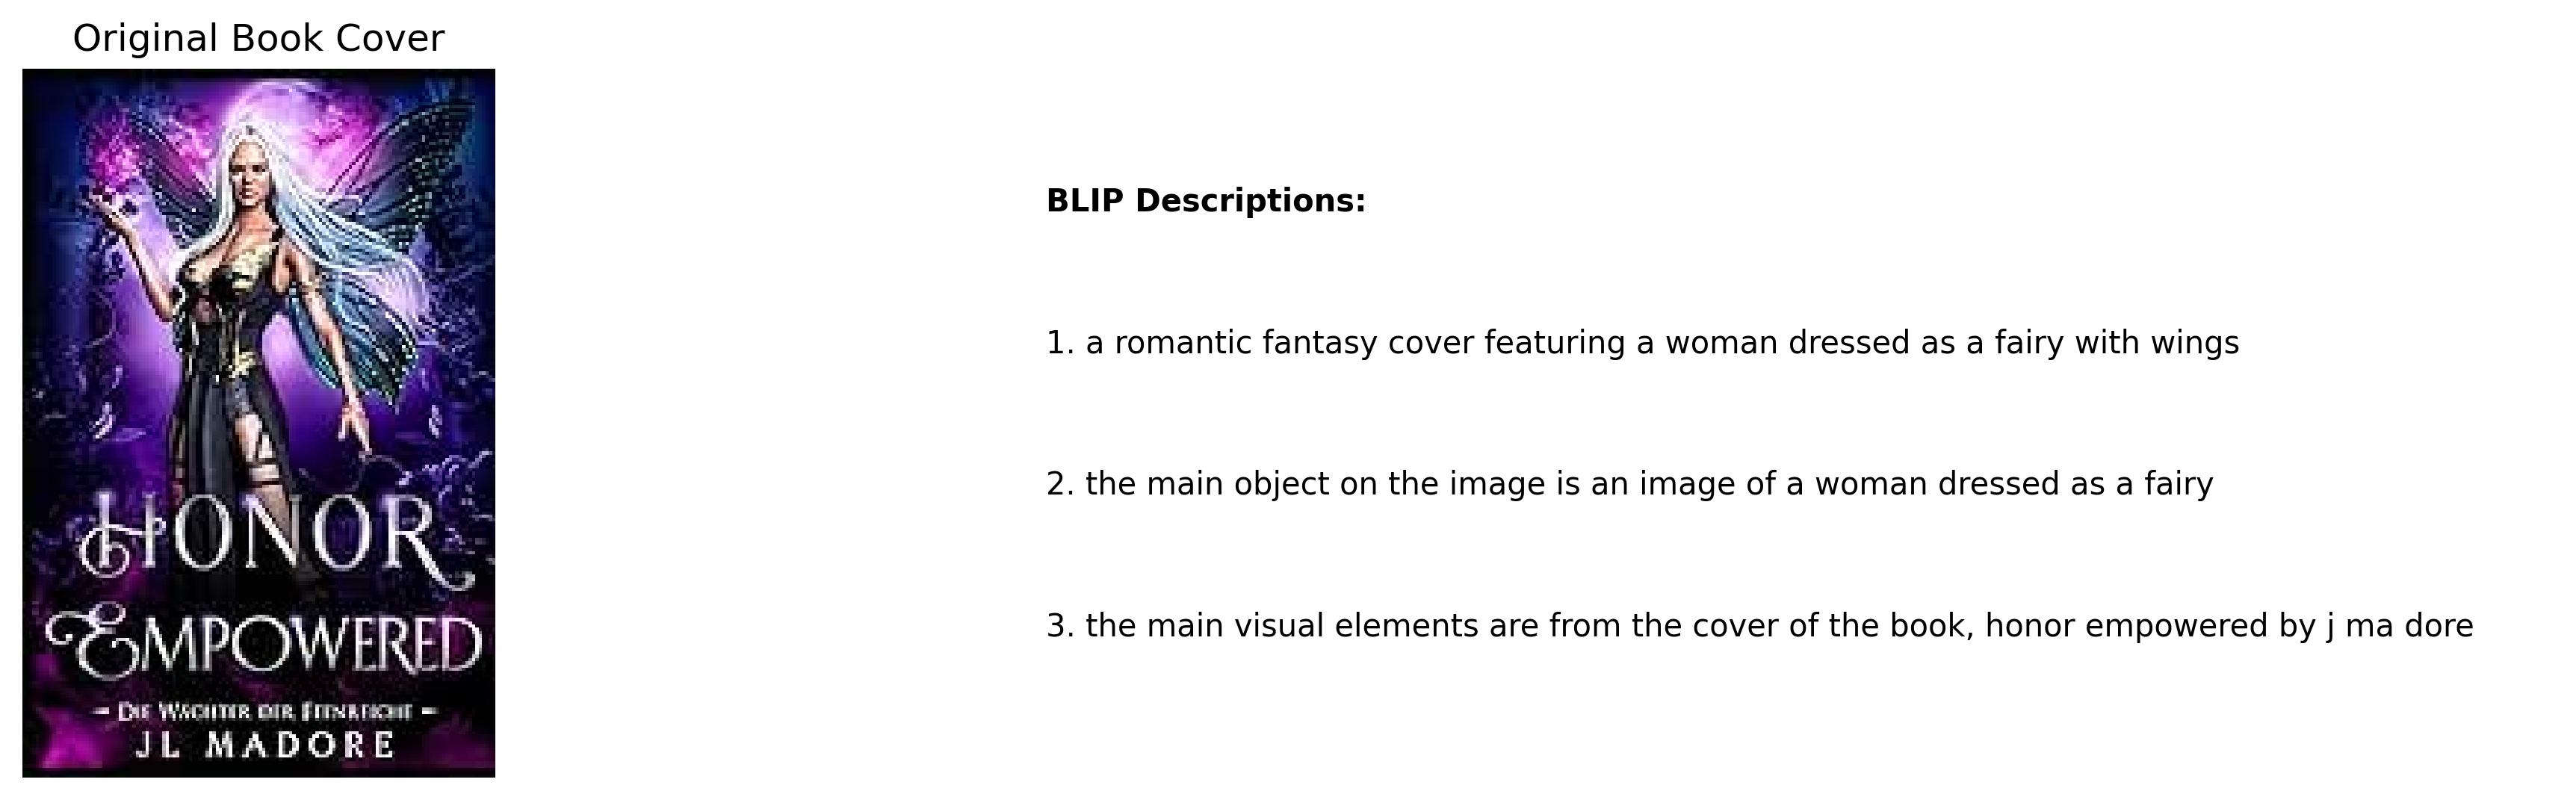 Original Book Cover
HONOR
EMPOWERED
- DIE WÄCHTER DER FEENREICHE -
JL MADORE
BLIP Descriptions:
1. a romantic fantasy cover featuring a woman dressed as a fairy with wings
2. the main object on the image is an image of a woman dressed as a fairy
3. the main visual elements are from the cover of the book, honor empowered by j ma dore